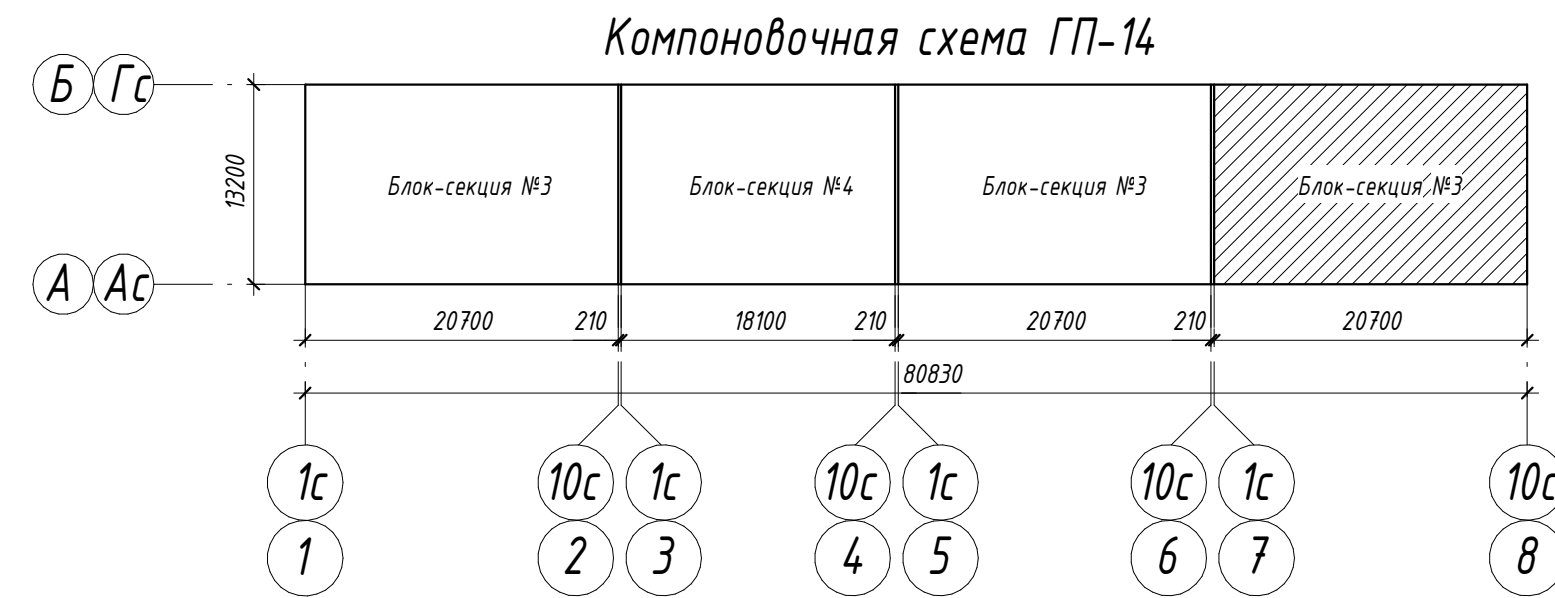 Компоновочная схема ГП-14
Б Гс
13200
Блок-секция №3 Блок-секция №4 Блок-секция №3 Блок-секция №3
А Ас
20700 210 18100 210 20700 210 20700
80830
1с 10с 1с 10с 1с 10с 1с 10с
1 2 3 4 5 6 7 8